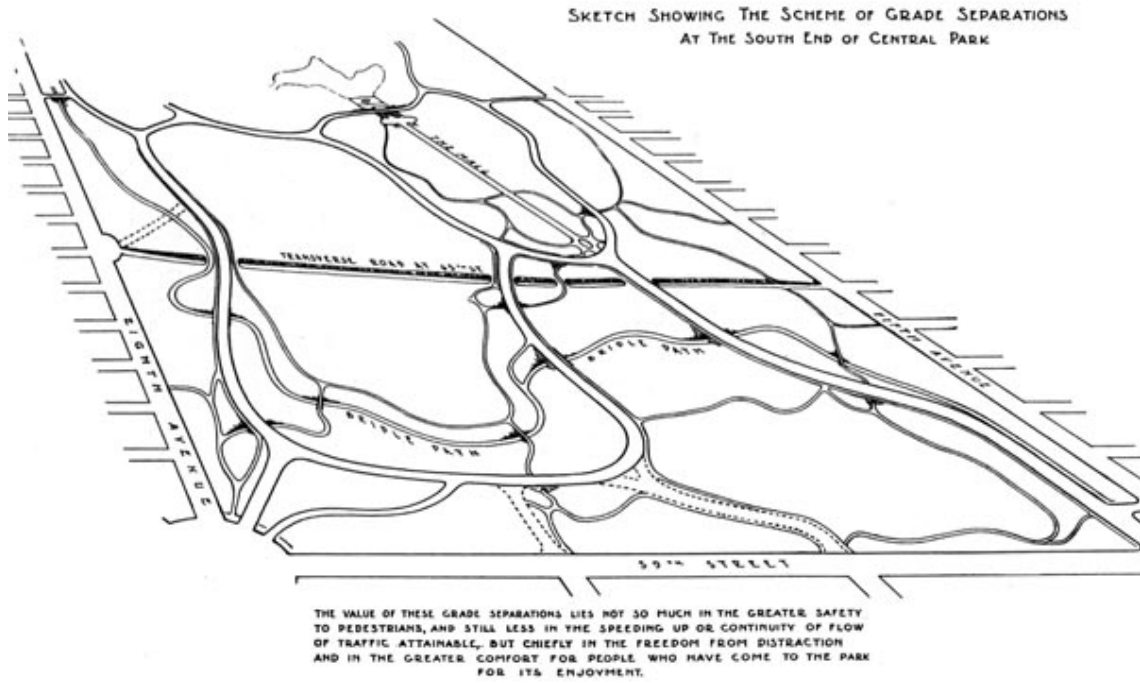 SKETCH SHOWING THE SCHEME OF GRADE SEPARATIONS
AT THE SOUTH END OF CENTRAL PARK
THE MALL
TRANSVERSE ROAD AT 65TH ST.
EIGHTH AVENUE
FIFTH AVENUE
BRIDLE PATH
BRIDLE PATH
59TH STREET
THE VALUE OF THESE GRADE SEPARATIONS LIES NOT SO MUCH IN THE GREATER SAFETY
TO PEDESTRIANS, AND STILL LESS IN THE SPEEDING UP OR CONTINUITY OF FLOW
OF TRAFFIC ATTAINABLE, BUT CHIEFLY IN THE FREEDOM FROM DISTRACTION
AND IN THE GREATER COMFORT FOR PEOPLE WHO HAVE COME TO THE PARK
FOR ITS ENJOYMENT.